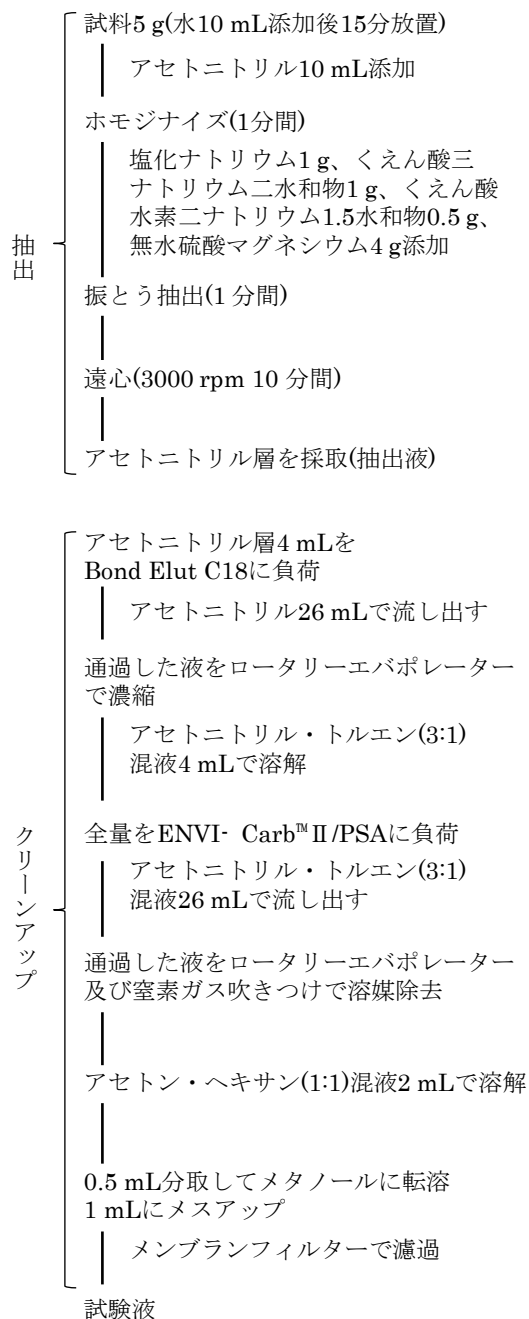 抽出
試料5 g(水10 mL添加後15分放置)
アセトニトリル10 mL添加
ホモジナイズ(1分間)
塩化ナトリウム1 g、くえん酸三
ナトリウム二水和物1 g、くえん酸
水素二ナトリウム1.5水和物0.5 g、
無水硫酸マグネシウム4 g添加
振とう抽出(1 分間)
遠心(3000 rpm 10 分間)
アセトニトリル層を採取(抽出液)
クリーンアップ
アセトニトリル層4 mLを
Bond Elut C18に負荷
アセトニトリル26 mLで流し出す
通過した液をロータリーエバポレーター
で濃縮
アセトニトリル・トルエン(3:1)
混液4 mLで溶解
全量をENVI- Carb™Ⅱ/PSAに負荷
アセトニトリル・トルエン(3:1)
混液26 mLで流し出す
通過した液をロータリーエバポレーター
及び窒素ガス吹きつけで溶媒除去
アセトン・ヘキサン(1:1)混液2 mLで溶解
0.5 mL分取してメタノールに転溶
1 mLにメスアップ
メンブランフィルターで濾過
試験液